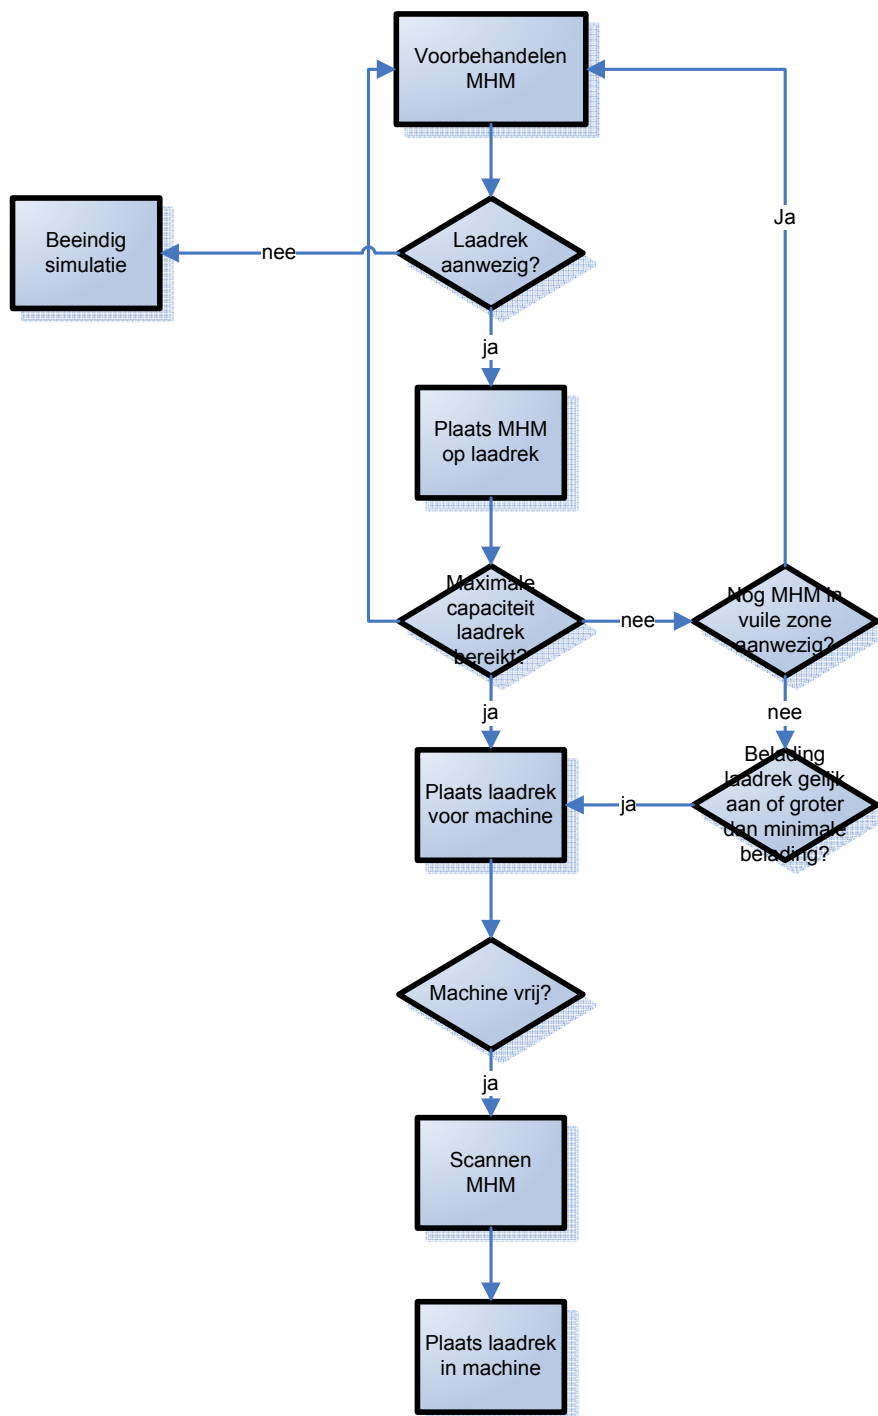 Voorbehandelen
MHM
Ja
Beeindig
simulatie
nee
Laadrek
aanwezig?
ja
Plaats MHM
op laadrek
Maximale
capaciteit
laadrek
bereikt?
nee
Nog MHM in
vuile zone
aanwezig?
ja
nee
Plaats laadrek
voor machine
ja
Belading
laadrek gelijk
aan of groter
dan minimale
belading?
Machine vrij?
ja
Scannen
MHM
Plaats laadrek
in machine